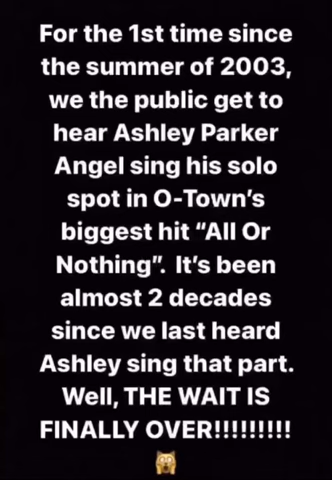 For the 1st time since
the summer of 2003,
we the public get to
hear Ashley Parker
Angel sing his solo
spot in O-Town’s
biggest hit “All Or
Nothing”. It’s been
almost 2 decades
since we last heard
Ashley sing that part.
Well, THE WAIT IS
FINALLY OVER!!!!!!!!!
🙀